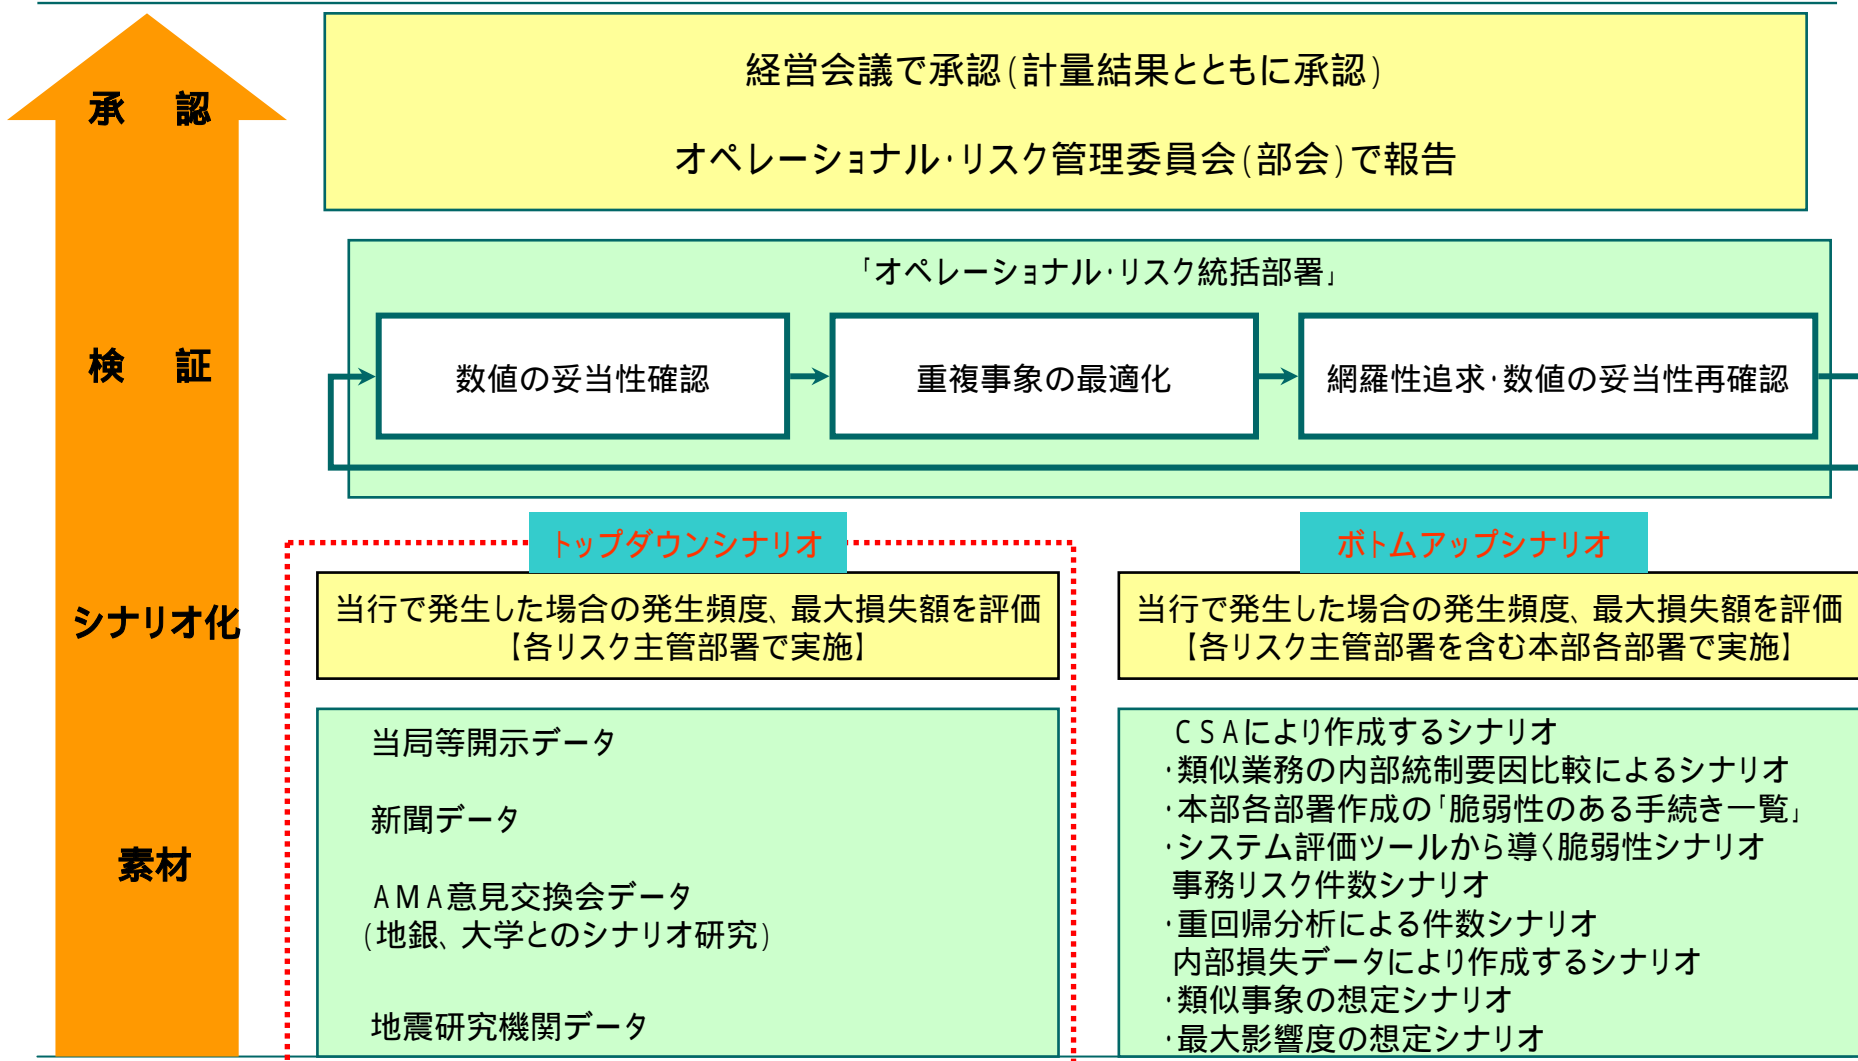 承 認
経営会議で承認(計量結果とともに承認)
オペレーショナル・リスク管理委員会(部会)で報告
検 証
「オペレーショナル・リスク統括部署」
数値の妥当性確認
重複事象の最適化
網羅性追求・数値の妥当性再確認
シナリオ化
トップダウンシナリオ
当行で発生した場合の発生頻度、最大損失額を評価
【各リスク主管部署で実施】
ボトムアップシナリオ
当行で発生した場合の発生頻度、最大損失額を評価
【各リスク主管部署を含む本部各部署で実施】
素材
当局等開示データ
新聞データ
AMA意見交換会データ
(地銀、大学とのシナリオ研究)
地震研究機関データ
CSAにより作成するシナリオ
・類似業務の内部統制要因比較によるシナリオ
・本部各部署作成の「脆弱性のある手続き一覧」
・システム評価ツールから導く脆弱性シナリオ
事務リスク件数シナリオ
・重回帰分析による件数シナリオ
内部損失データにより作成するシナリオ
・類似事象の想定シナリオ
・最大影響度の想定シナリオ